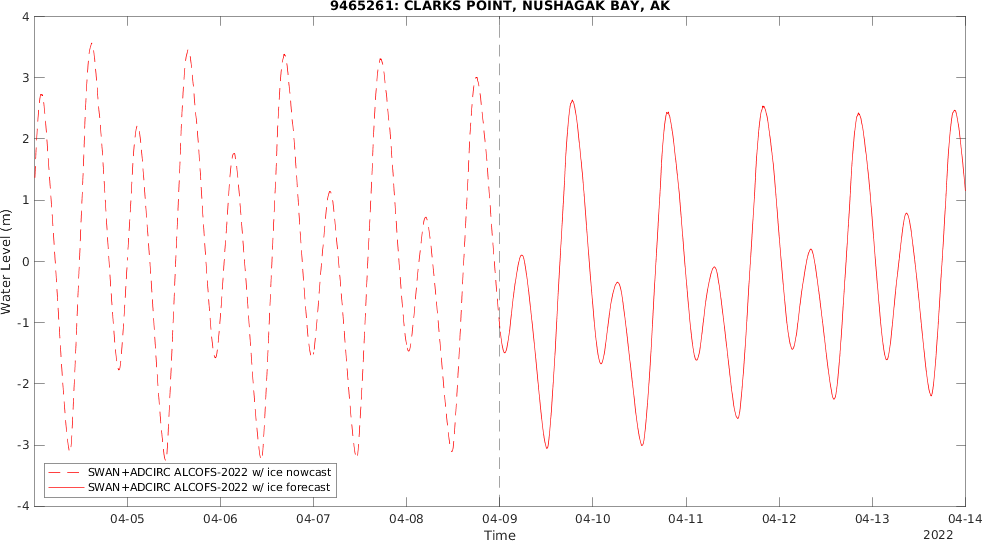 9465261: CLARKS POINT, NUSHAGAK BAY, AK
4
3
2
1
0
-1
-2
-3
-4
Water Level (m)
SWAN+ADCIRC ALCOFS-2022 w/ ice nowcast
SWAN+ADCIRC ALCOFS-2022 w/ ice forecast
04-05 04-06 04-07 04-08 04-09 04-10 04-11 04-12 04-13 04-14
Time
2022